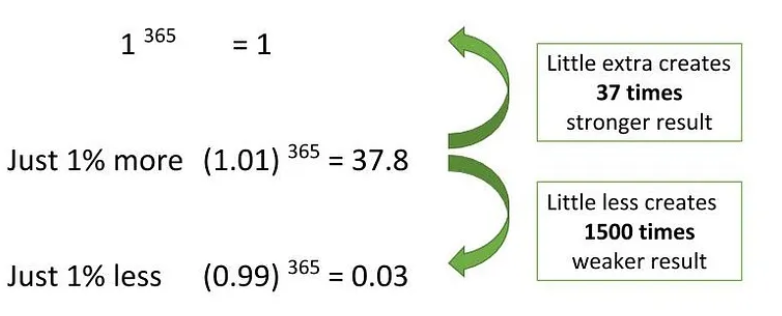 1 ³⁶⁵ = 1
Little extra creates
37 times
stronger result
Just 1% more (1.01) ³⁶⁵ = 37.8
Little less creates
1500 times
weaker result
Just 1% less (0.99) ³⁶⁵ = 0.03